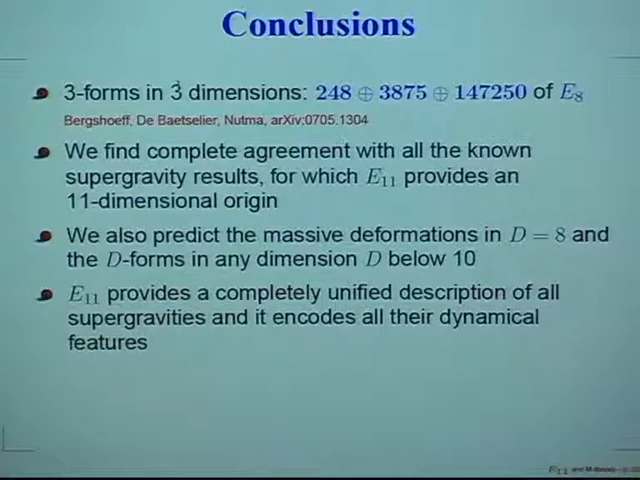 Conclusions
3-forms in 3 dimensions: 248 ⊕ 3875 ⊕ 147250 of E₈
Bergshoeff, De Baetselier, Nutma, arXiv:0705.1304
We find complete agreement with all the known
supergravity results, for which E₁₁ provides an
11-dimensional origin
We also predict the massive deformations in D = 8 and
the D-forms in any dimension D below 10
E₁₁ provides a completely unified description of all
supergravities and it encodes all their dynamical
features
E₁₁ and M-theory